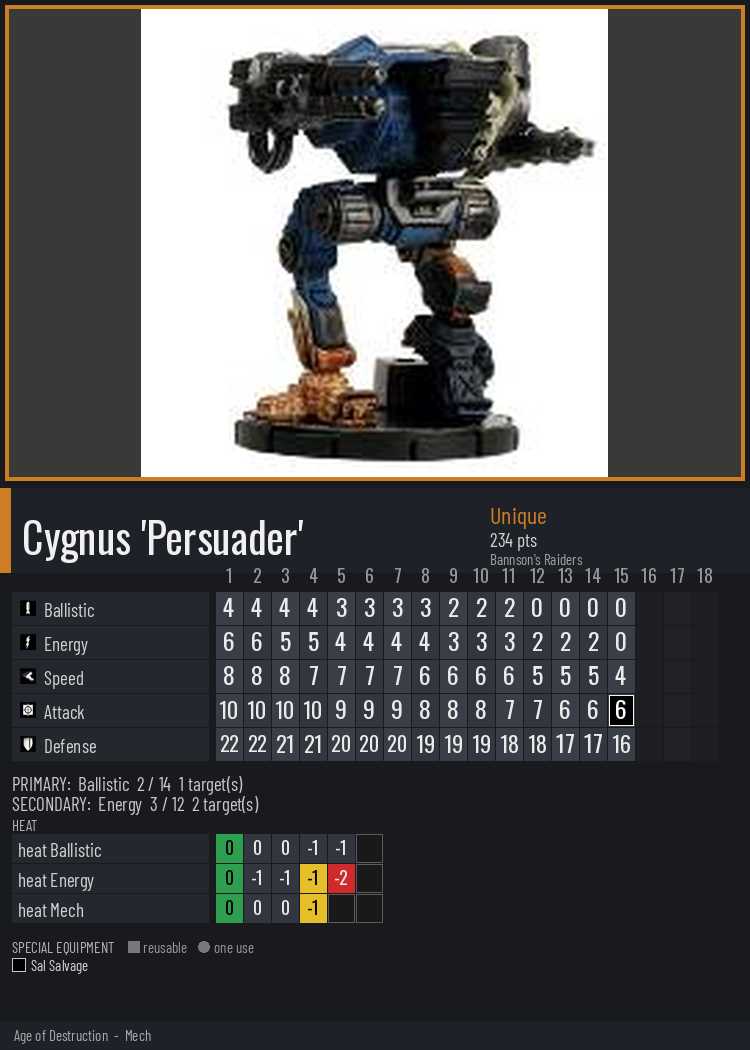 Cygnus 'Persuader'
Unique
234 pts
Bannson's Raiders
1 2 3 4 5 6 7 8 9 10 11 12 13 14 15 16 17 18
Ballistic 4 4 4 4 3 3 3 3 2 2 2 0 0 0 0
Energy 6 6 5 5 4 4 4 4 3 3 3 2 2 2 0
Speed 8 8 8 7 7 7 7 6 6 6 6 5 5 5 4
Attack 10 10 10 10 9 9 9 8 8 8 7 7 6 6 6
Defense 22 22 21 21 20 20 20 19 19 19 18 18 17 17 16
PRIMARY: Ballistic 2 / 14 1 target(s)
SECONDARY: Energy 3 / 12 2 target(s)
HEAT
heat Ballistic 0 0 0 -1 -1
heat Energy 0 -1 -1 -1 -2
heat Mech 0 0 0 -1
SPECIAL EQUIPMENT reusable one use
Sal Salvage
Age of Destruction - Mech